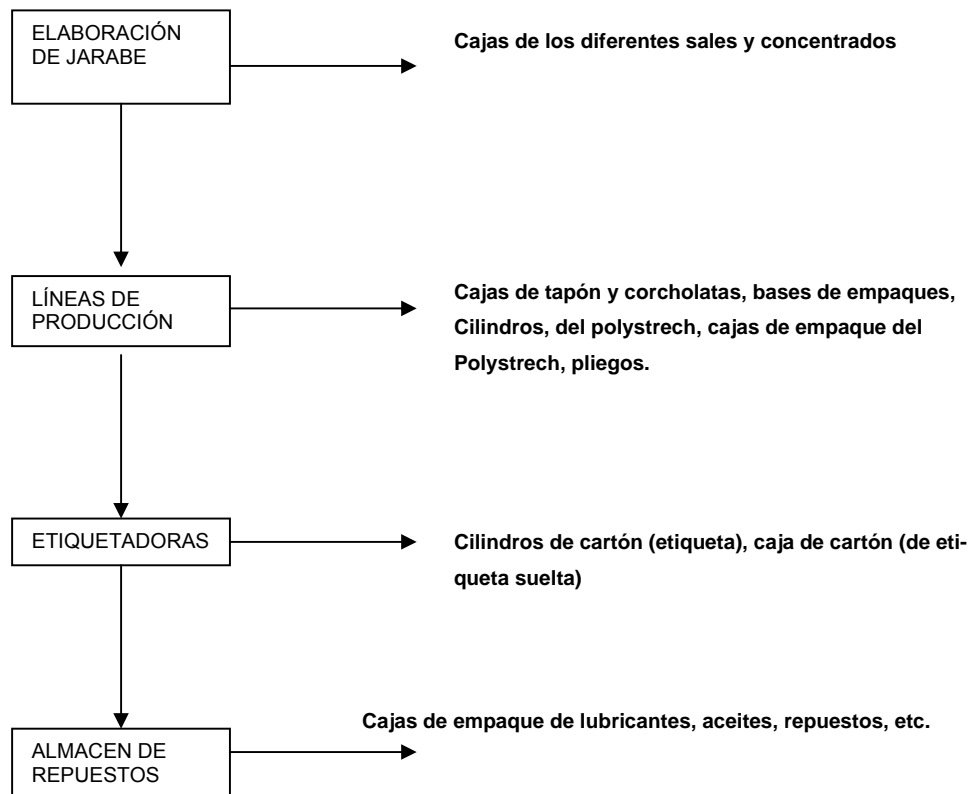 ELABORACIÓN
DE JARABE
Cajas de los diferentes sales y concentrados
LÍNEAS DE
PRODUCCIÓN
Cajas de tapón y corcholatas, bases de empaques,
Cilindros, del polystrech, cajas de empaque del
Polystrech, pliegos.
ETIQUETADORAS
Cilindros de cartón (etiqueta), caja de cartón (de eti-
queta suelta)
Cajas de empaque de lubricantes, aceites, repuestos, etc.
ALMACEN DE
REPUESTOS